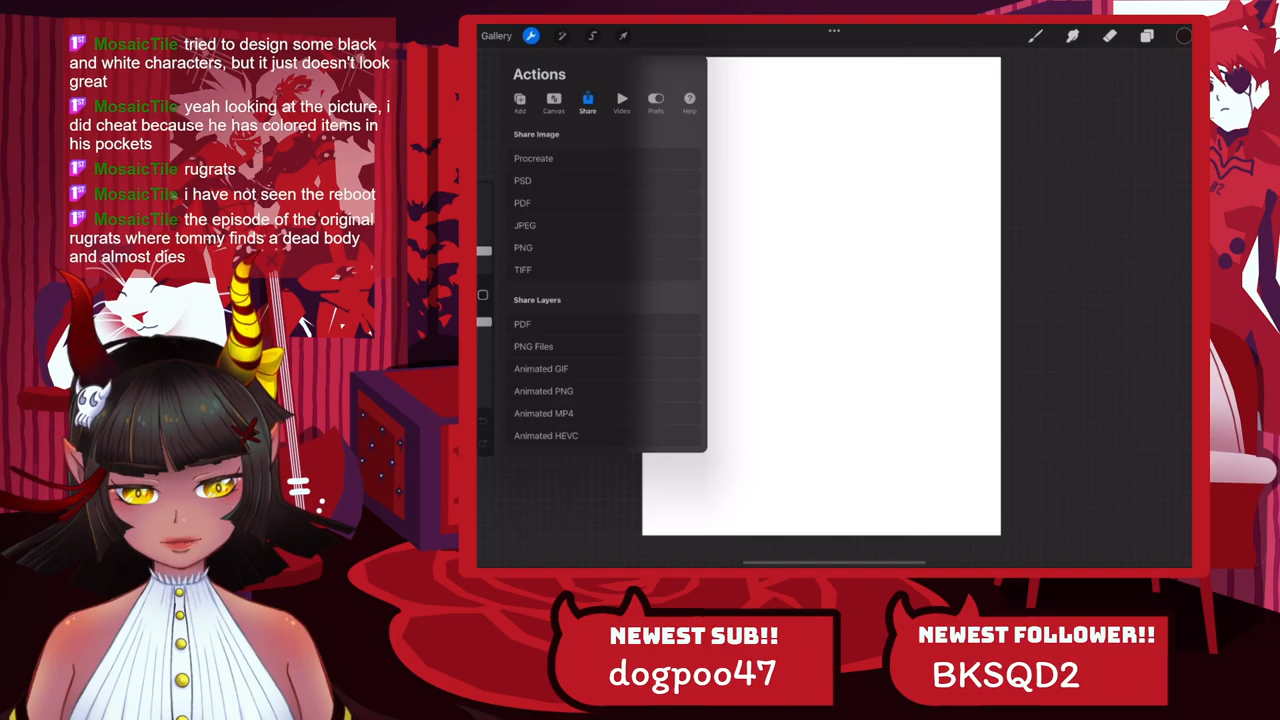 MosaicTile tried to design some black
and white characters, but it just doesn't look
great
MosaicTile yeah looking at the picture, i
did cheat because he has colored items in
his pockets
MosaicTile rugrats
MosaicTile i have not seen the reboot
MosaicTile the episode of the original
rugrats where tommy finds a dead body
and almost dies
Gallery
Actions
Add Canvas Share Video Prefs Help
Share Image
Procreate
PSD
PDF
JPEG
PNG
TIFF
Share Layers
PDF
PNG Files
Animated GIF
Animated PNG
Animated MP4
Animated HEVC
NEWEST SUB!!
dogpoo47
NEWEST FOLLOWER!!
BKSQD2